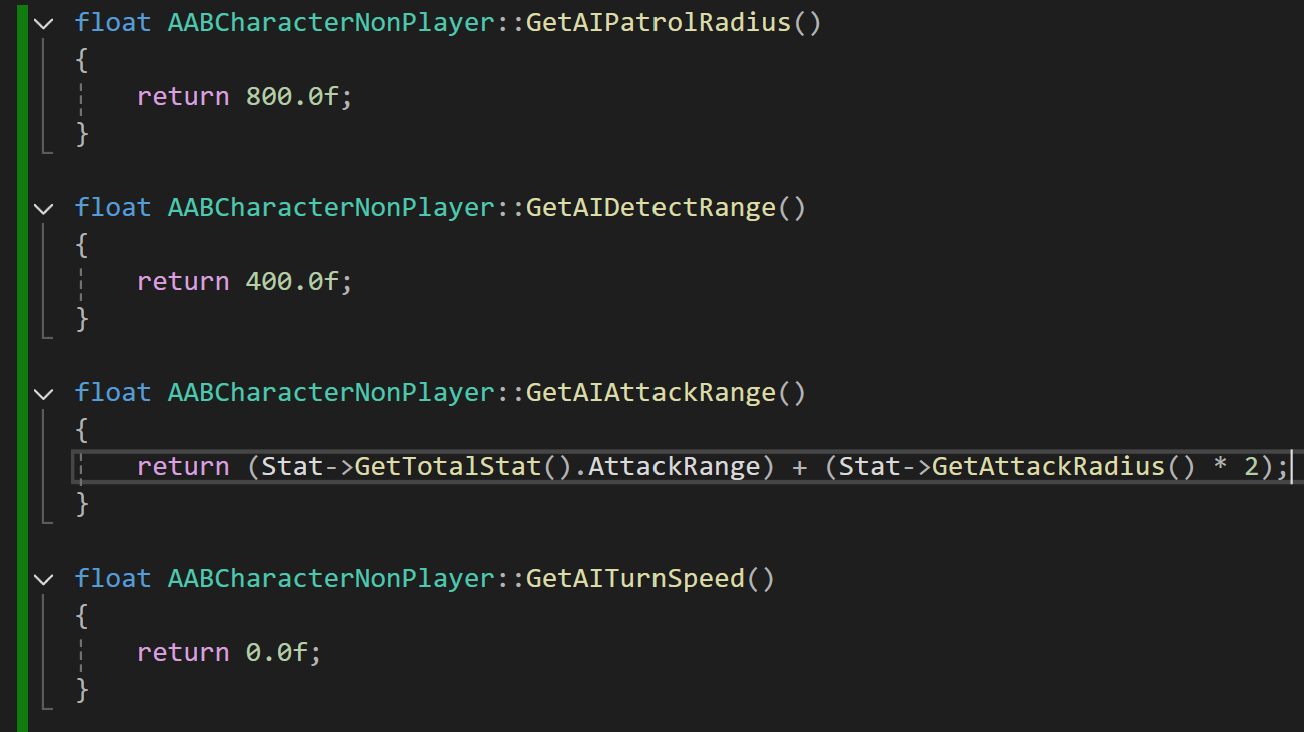 float AABCharacterNonPlayer::GetAIPatrolRadius()
{
    return 800.0f;
}

float AABCharacterNonPlayer::GetAIDetectRange()
{
    return 400.0f;
}

float AABCharacterNonPlayer::GetAIAttackRange()
{
    return (Stat->GetTotalStat().AttackRange) + (Stat->GetAttackRadius() * 2);
}

float AABCharacterNonPlayer::GetAITurnSpeed()
{
    return 0.0f;
}